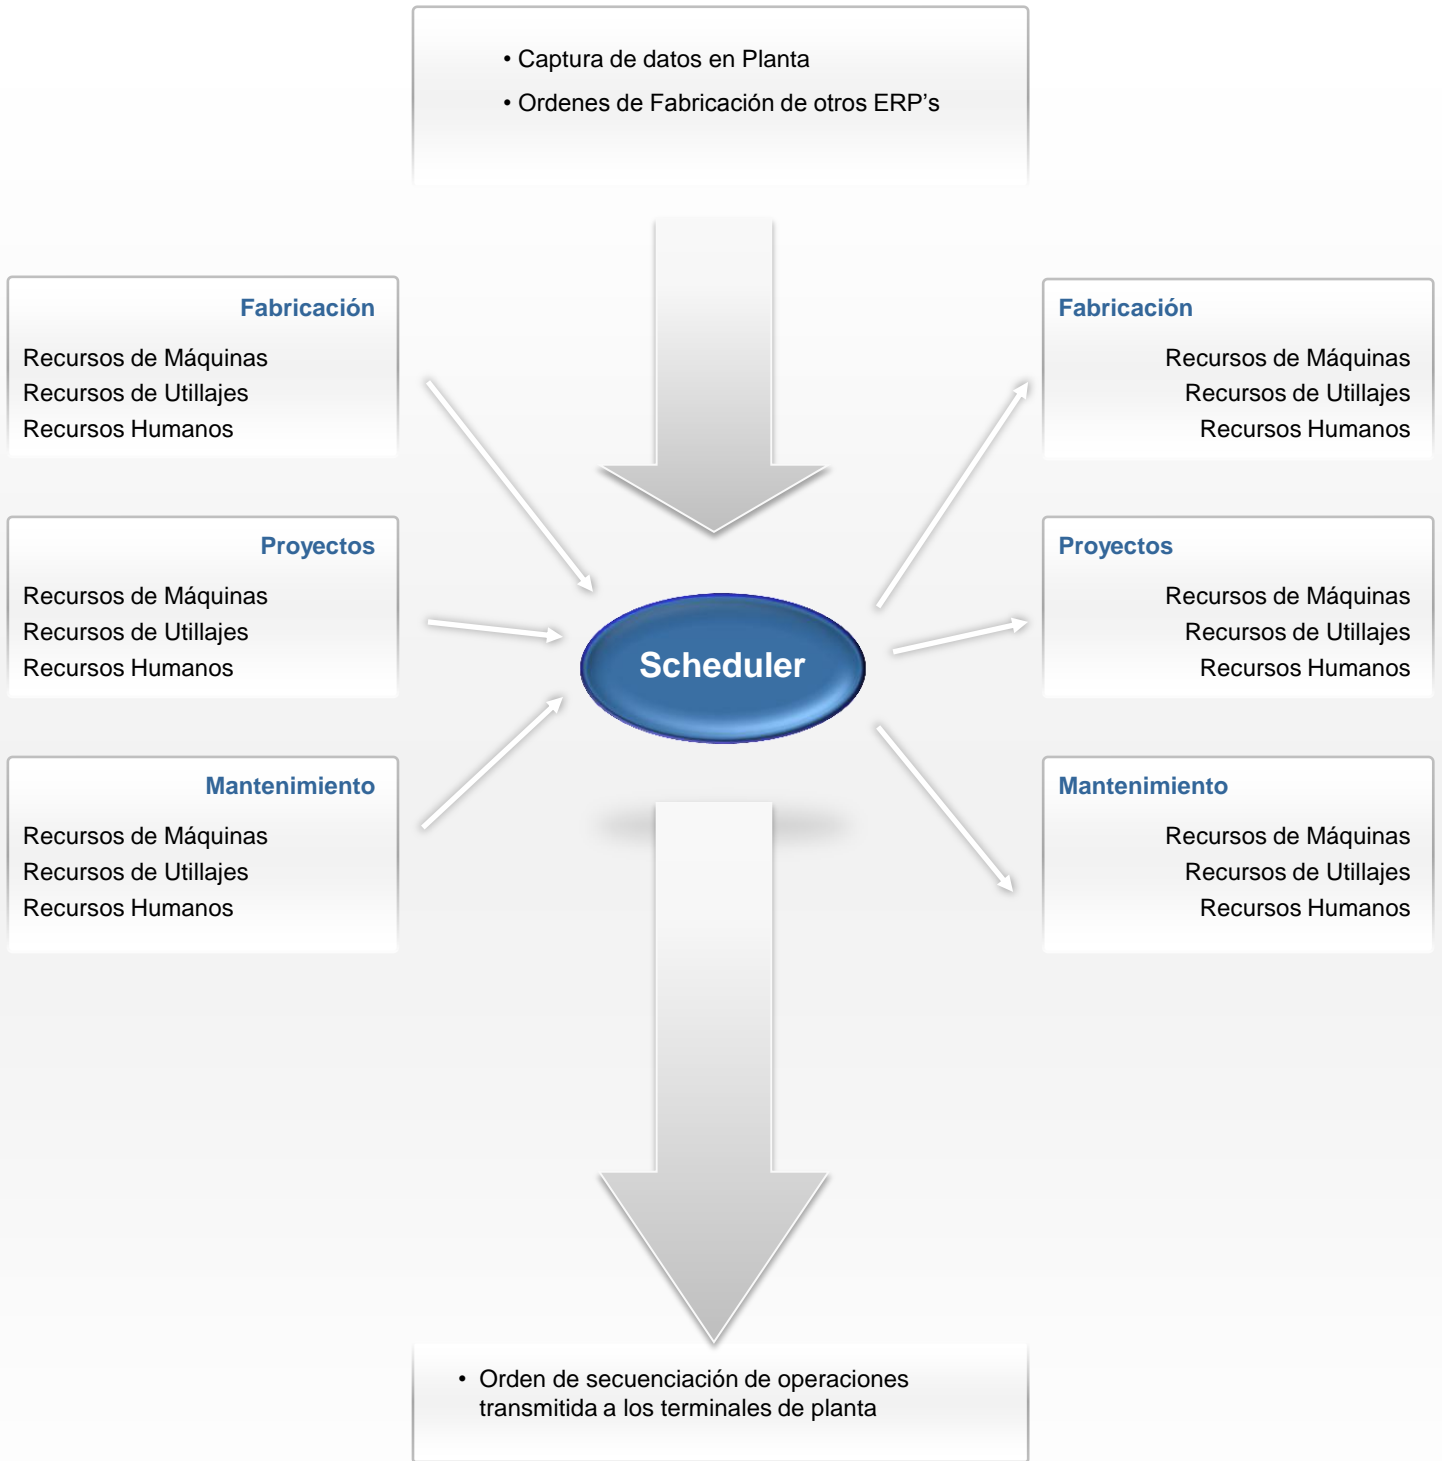 • Captura de datos en Planta
• Ordenes de Fabricación de otros ERP’s
Fabricación
Recursos de Máquinas
Recursos de Utillajes
Recursos Humanos
Proyectos
Recursos de Máquinas
Recursos de Utillajes
Recursos Humanos
Mantenimiento
Recursos de Máquinas
Recursos de Utillajes
Recursos Humanos
Scheduler
Fabricación
Recursos de Máquinas
Recursos de Utillajes
Recursos Humanos
Proyectos
Recursos de Máquinas
Recursos de Utillajes
Recursos Humanos
Mantenimiento
Recursos de Máquinas
Recursos de Utillajes
Recursos Humanos
• Orden de secuenciación de operaciones
transmitida a los terminales de planta